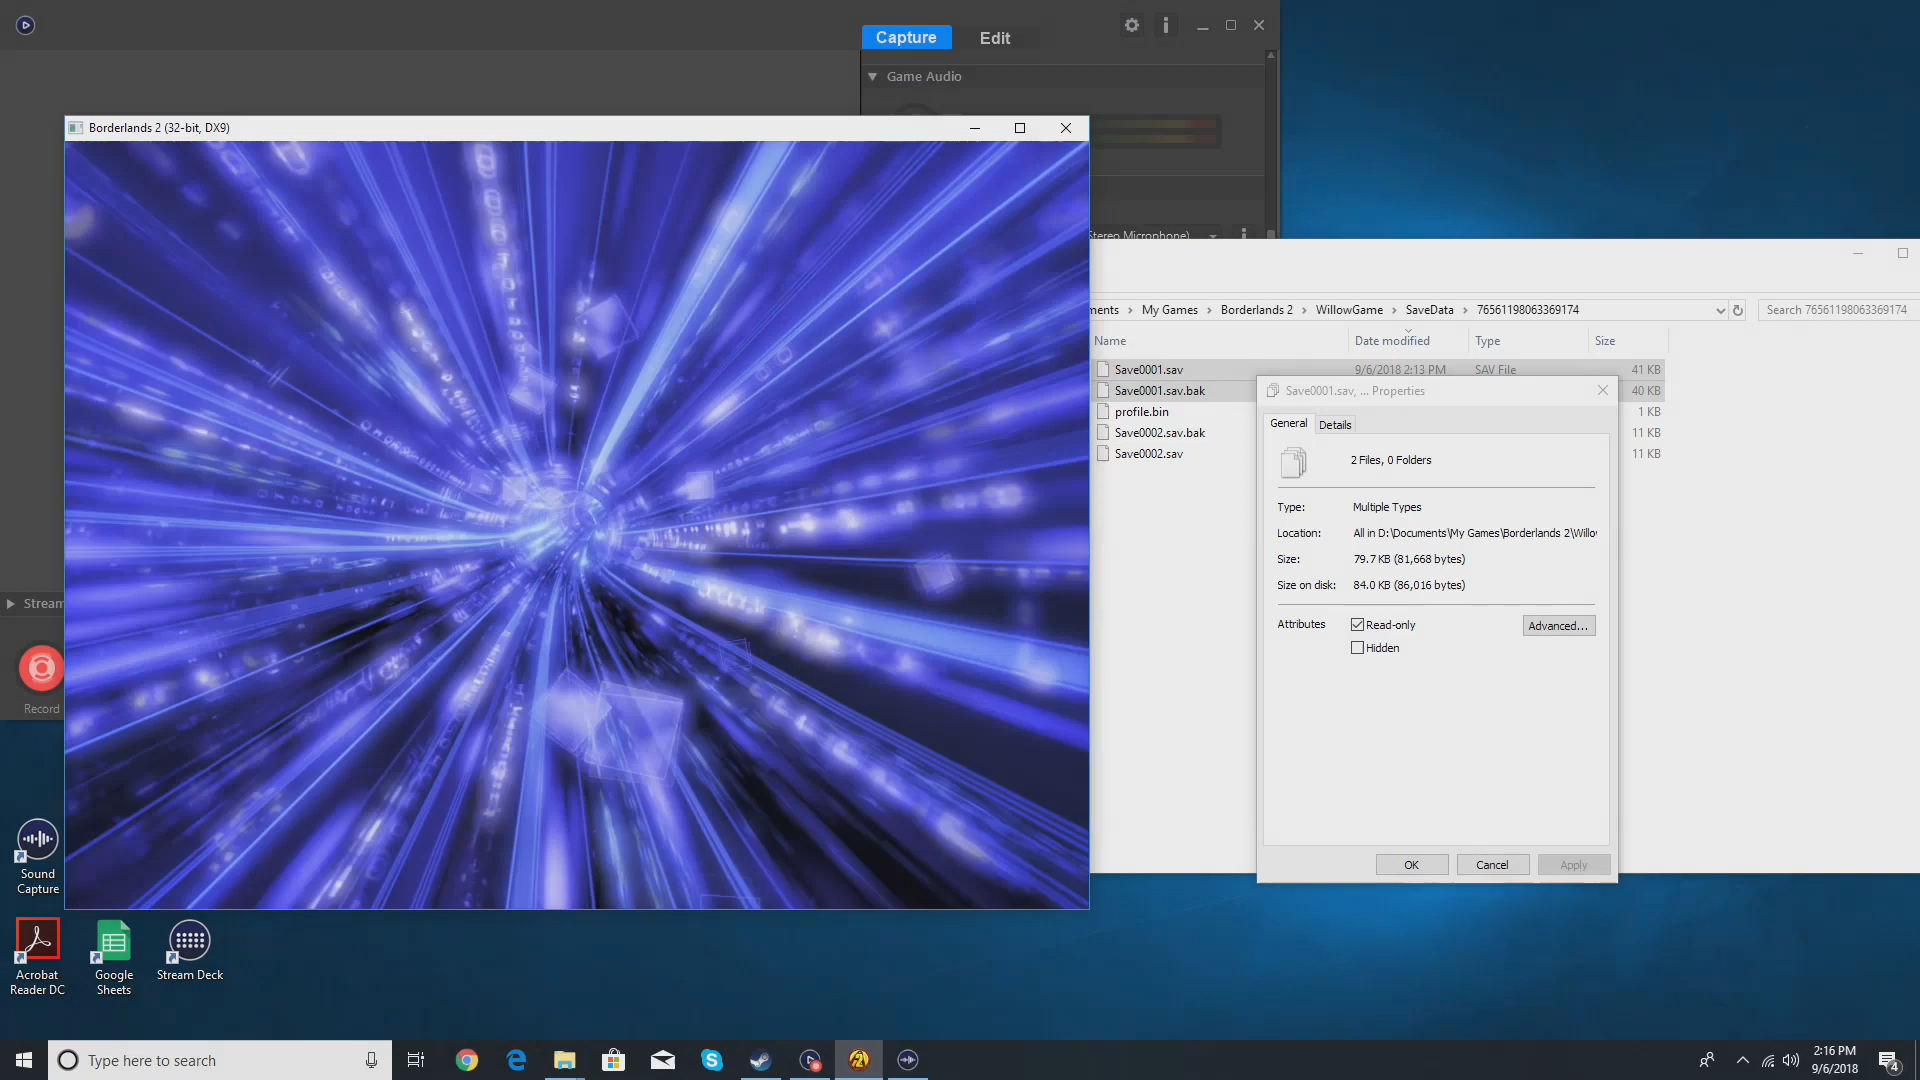 Capture
Edit
Game Audio
Borderlands 2 (32-bit, DX9)
Stereo Microphone)
ments > My Games > Borderlands 2 > WillowGame > SaveData > 76561198063369174
Search 76561198063369174
Name
Date modified
Type
Size
Save0001.sav
9/6/2018 2:13 PM
SAV File
41 KB
Save0001.sav.bak
40 KB
profile.bin
1 KB
Save0002.sav.bak
11 KB
Save0002.sav
11 KB
Save0001.sav, ... Properties
General
Details
2 Files, 0 Folders
Type:
Multiple Types
Location:
All in D:\Documents\My Games\Borderlands 2\Willo
Size:
79.7 KB (81,668 bytes)
Size on disk:
84.0 KB (86,016 bytes)
Attributes
Read-only
Advanced...
Hidden
OK
Cancel
Apply
Stream
Record
Sound
Capture
Acrobat
Reader DC
Google
Sheets
Stream Deck
Type here to search
2:16 PM
9/6/2018
4